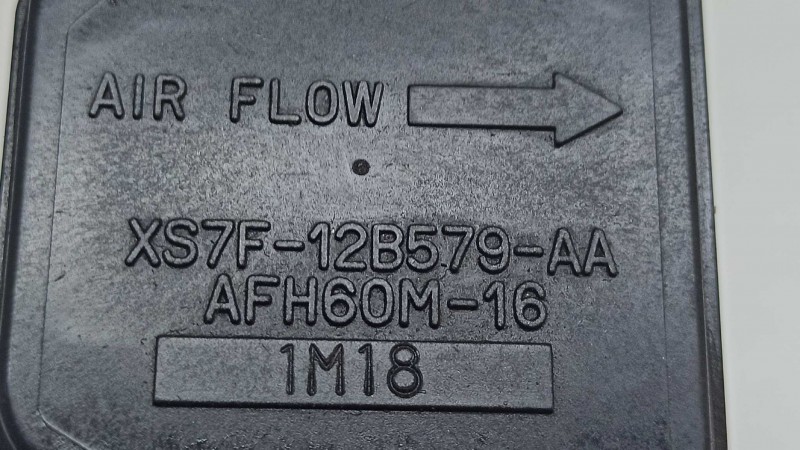 AIR FLOW
XS7F-12B579-AA
AFH60M-16
1M18